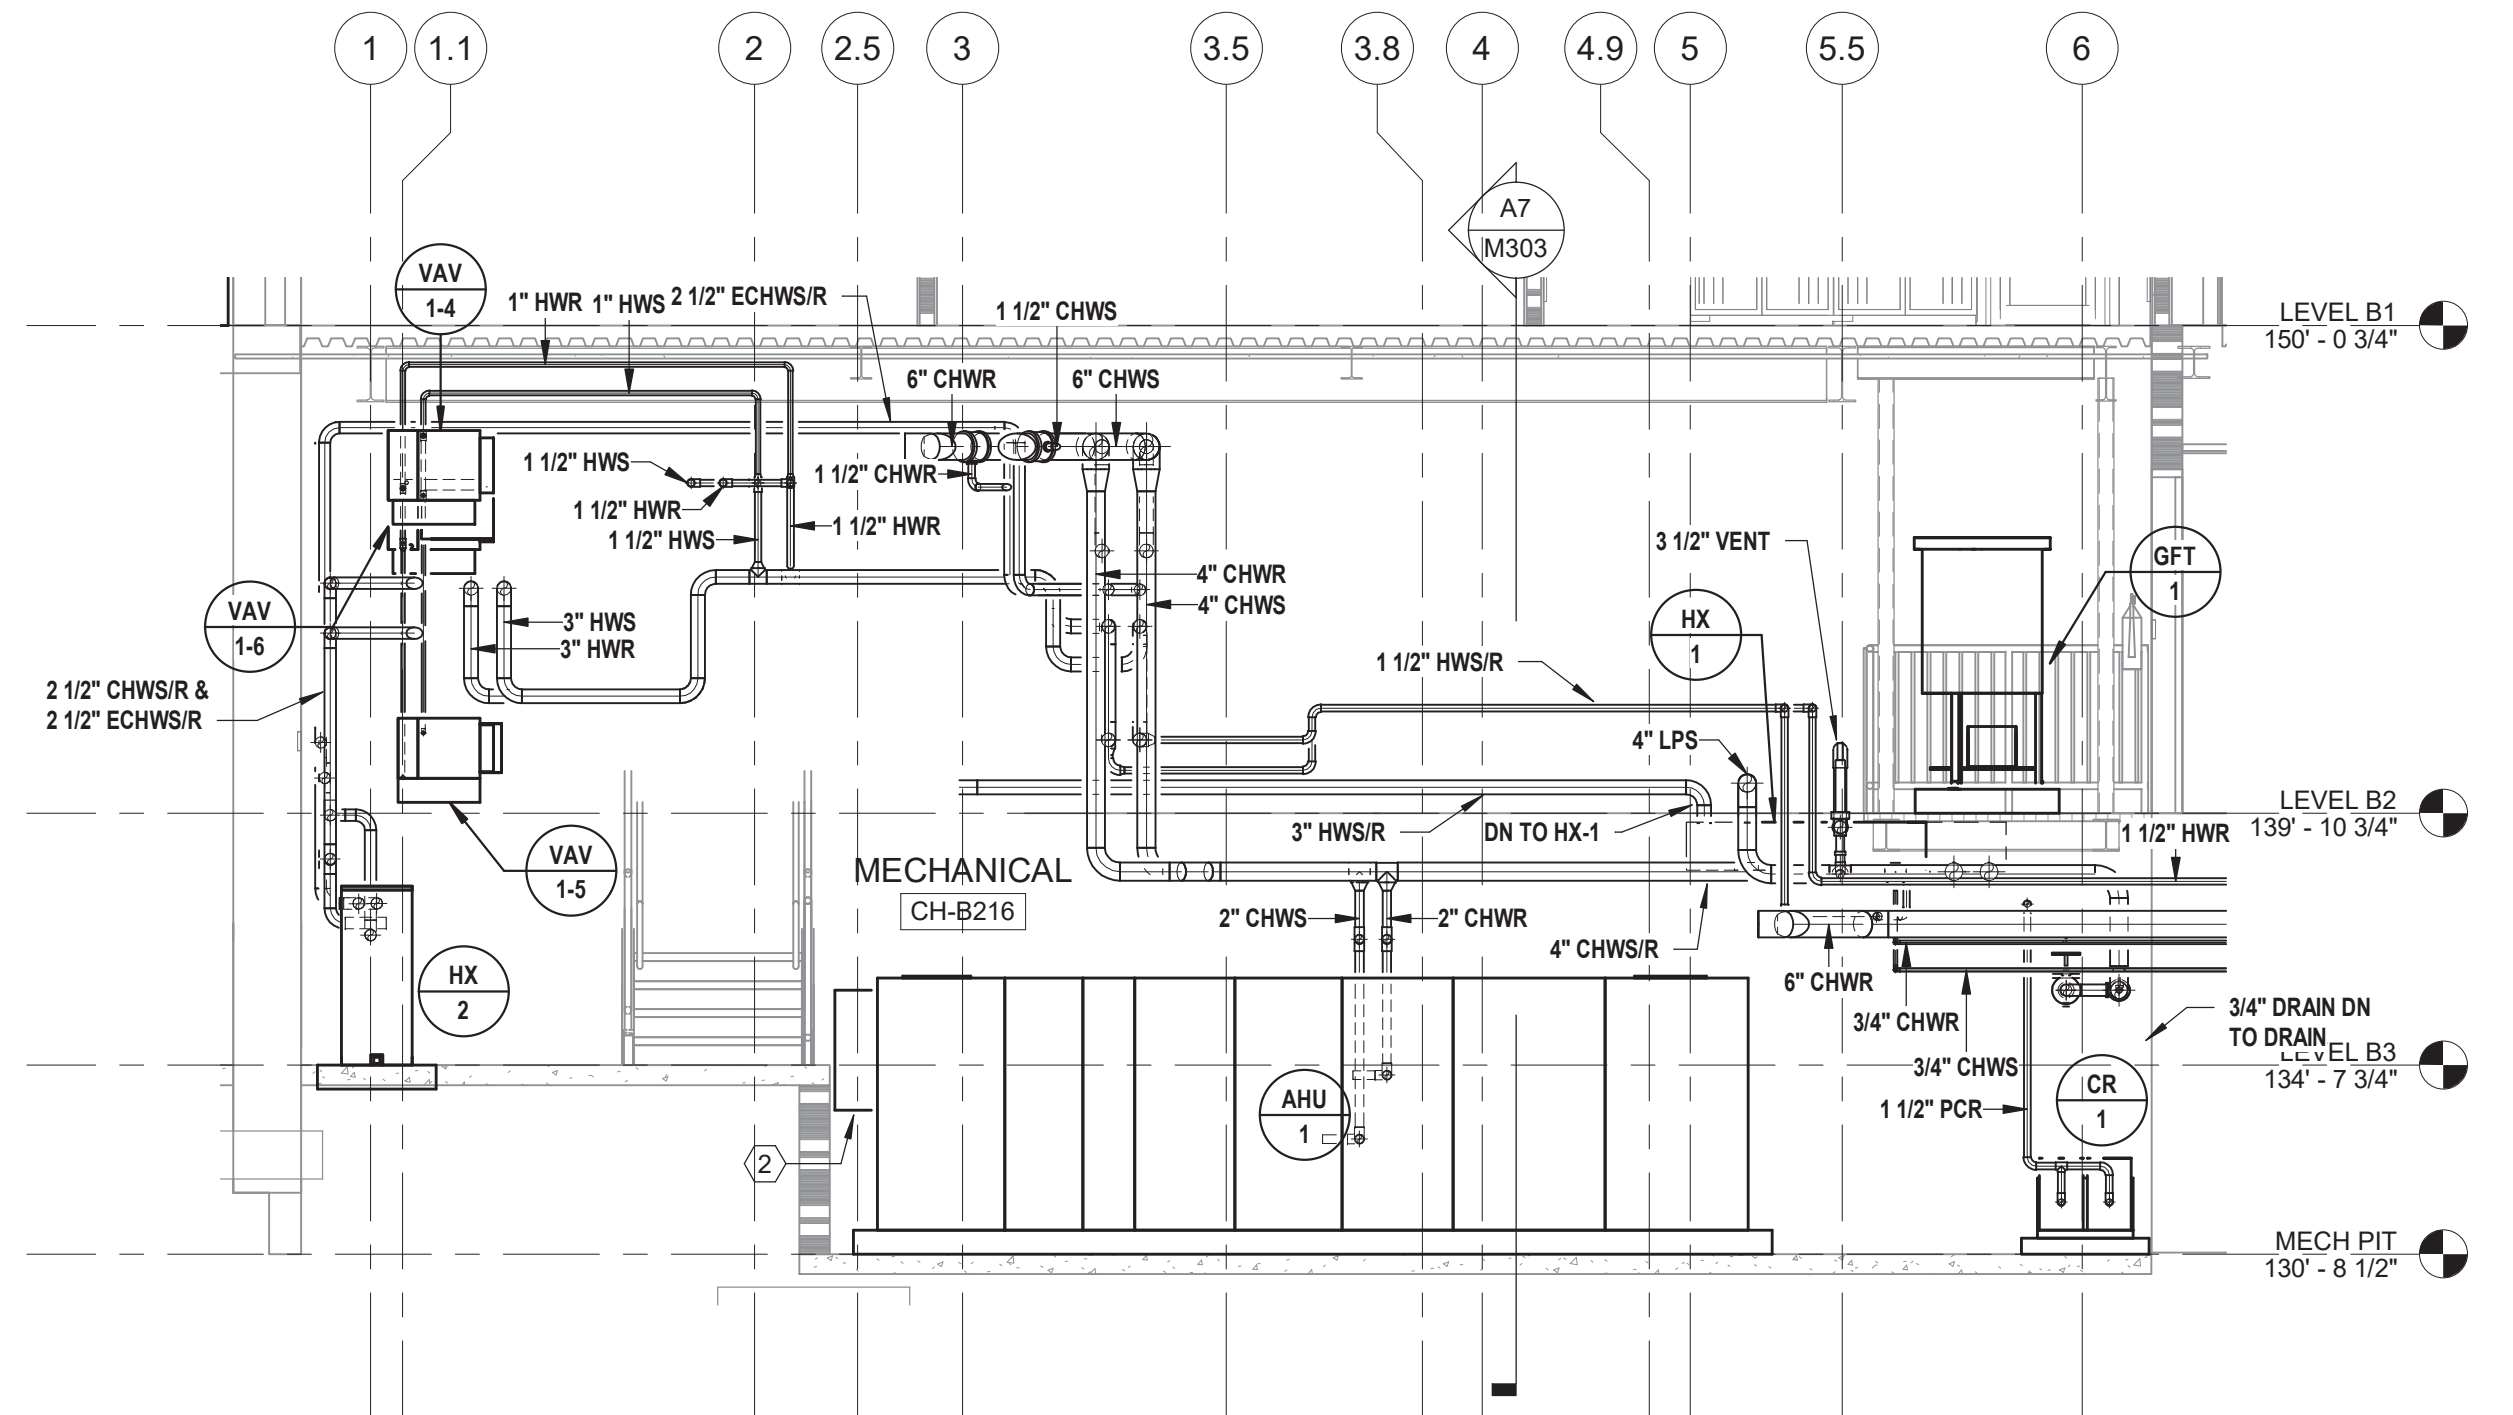 1
1.1
2
2.5
3
3.5
3.8
4
4.9
5
5.5
6
A7
M303
VAV
1-4
1" HWR
1" HWS
2 1/2" ECHWS/R
1 1/2" CHWS
LEVEL B1
150' - 0 3/4"
6" CHWR
6" CHWS
1 1/2" HWS
1 1/2" CHWR
1 1/2" HWR
1 1/2" HWR
1 1/2" HWS
3 1/2" VENT
GFT
1
4" CHWR
4" CHWS
VAV
1-6
3" HWS
3" HWR
HX
1
1 1/2" HWS/R
2 1/2" CHWS/R &
2 1/2" ECHWS/R
4" LPS
LEVEL B2
139' - 10 3/4"
3" HWS/R
DN TO HX-1
1 1/2" HWR
VAV
1-5
MECHANICAL
CH-B216
2" CHWS
2" CHWR
4" CHWS/R
HX
2
6" CHWR
3/4" CHWR
3/4" DRAIN DN
TO DRAIN
LEVEL B3
134' - 7 3/4"
3/4" CHWS
AHU
1
CR
1
1 1/2" PCR
2
MECH PIT
130' - 8 1/2"